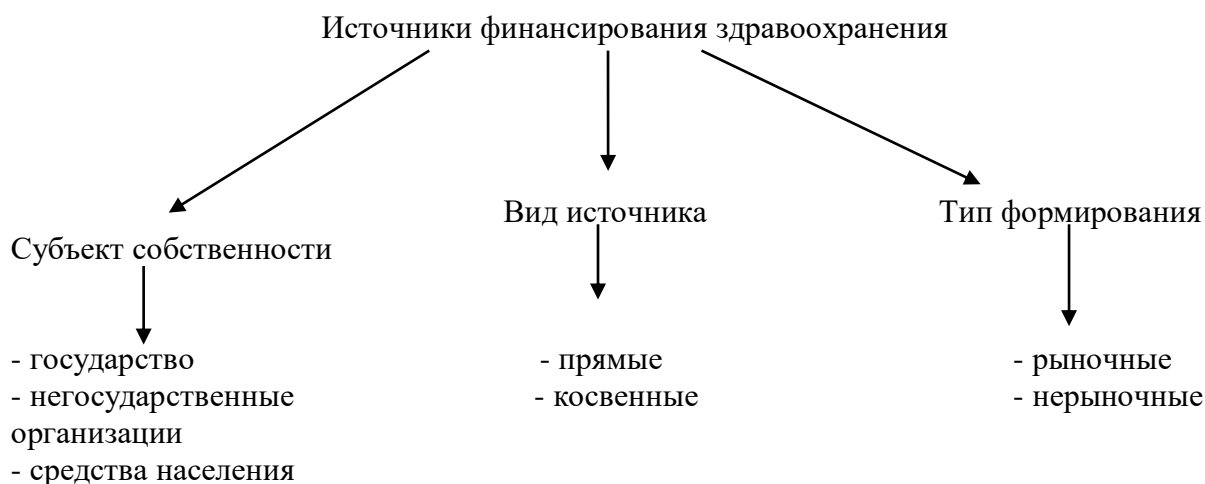 Источники финансирования здравоохранения
Субъект собственности
Вид источника
Тип формирования
- государство
- негосударственные
организации
- средства населения
- прямые
- косвенные
- рыночные
- нерыночные